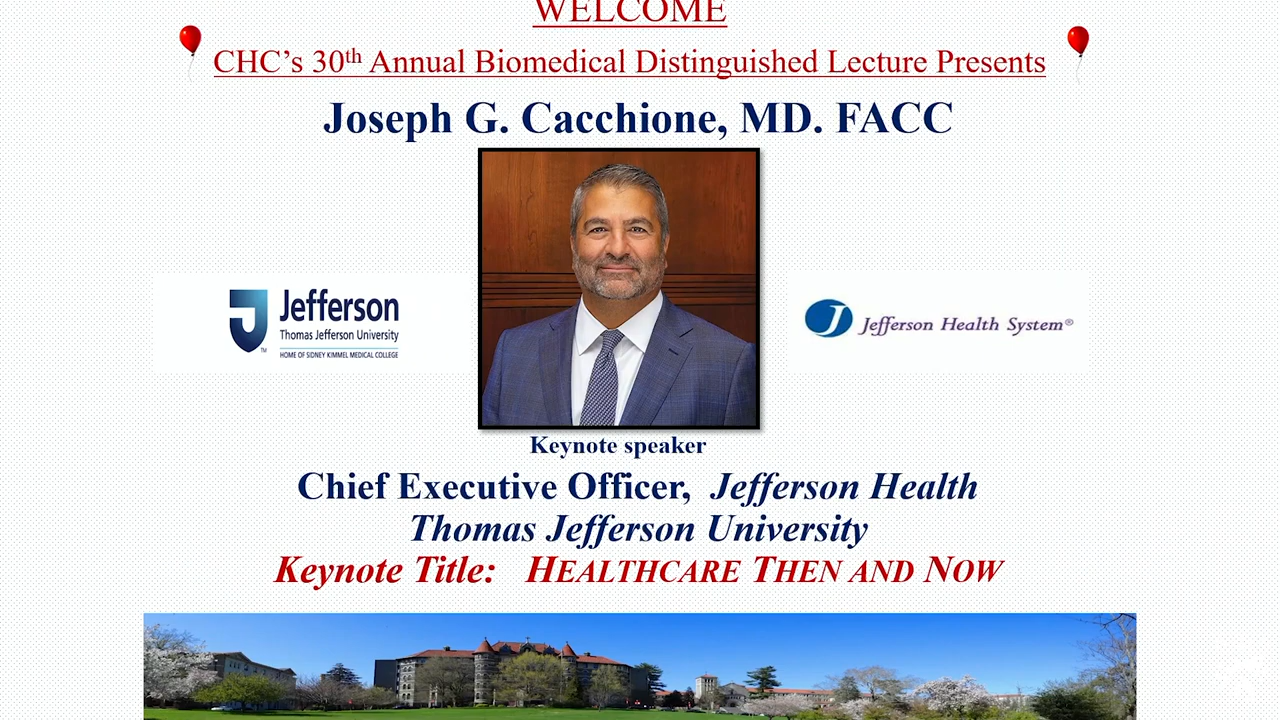 WELCOME
CHC’s 30th Annual Biomedical Distinguished Lecture Presents
Joseph G. Cacchione, MD. FACC
Jefferson
Thomas Jefferson University
HOME OF SIDNEY KIMMEL MEDICAL COLLEGE
TM
J
Jefferson Health System®
Keynote speaker
Chief Executive Officer, Jefferson Health
Thomas Jefferson University
Keynote Title: HEALTHCARE THEN AND NOW